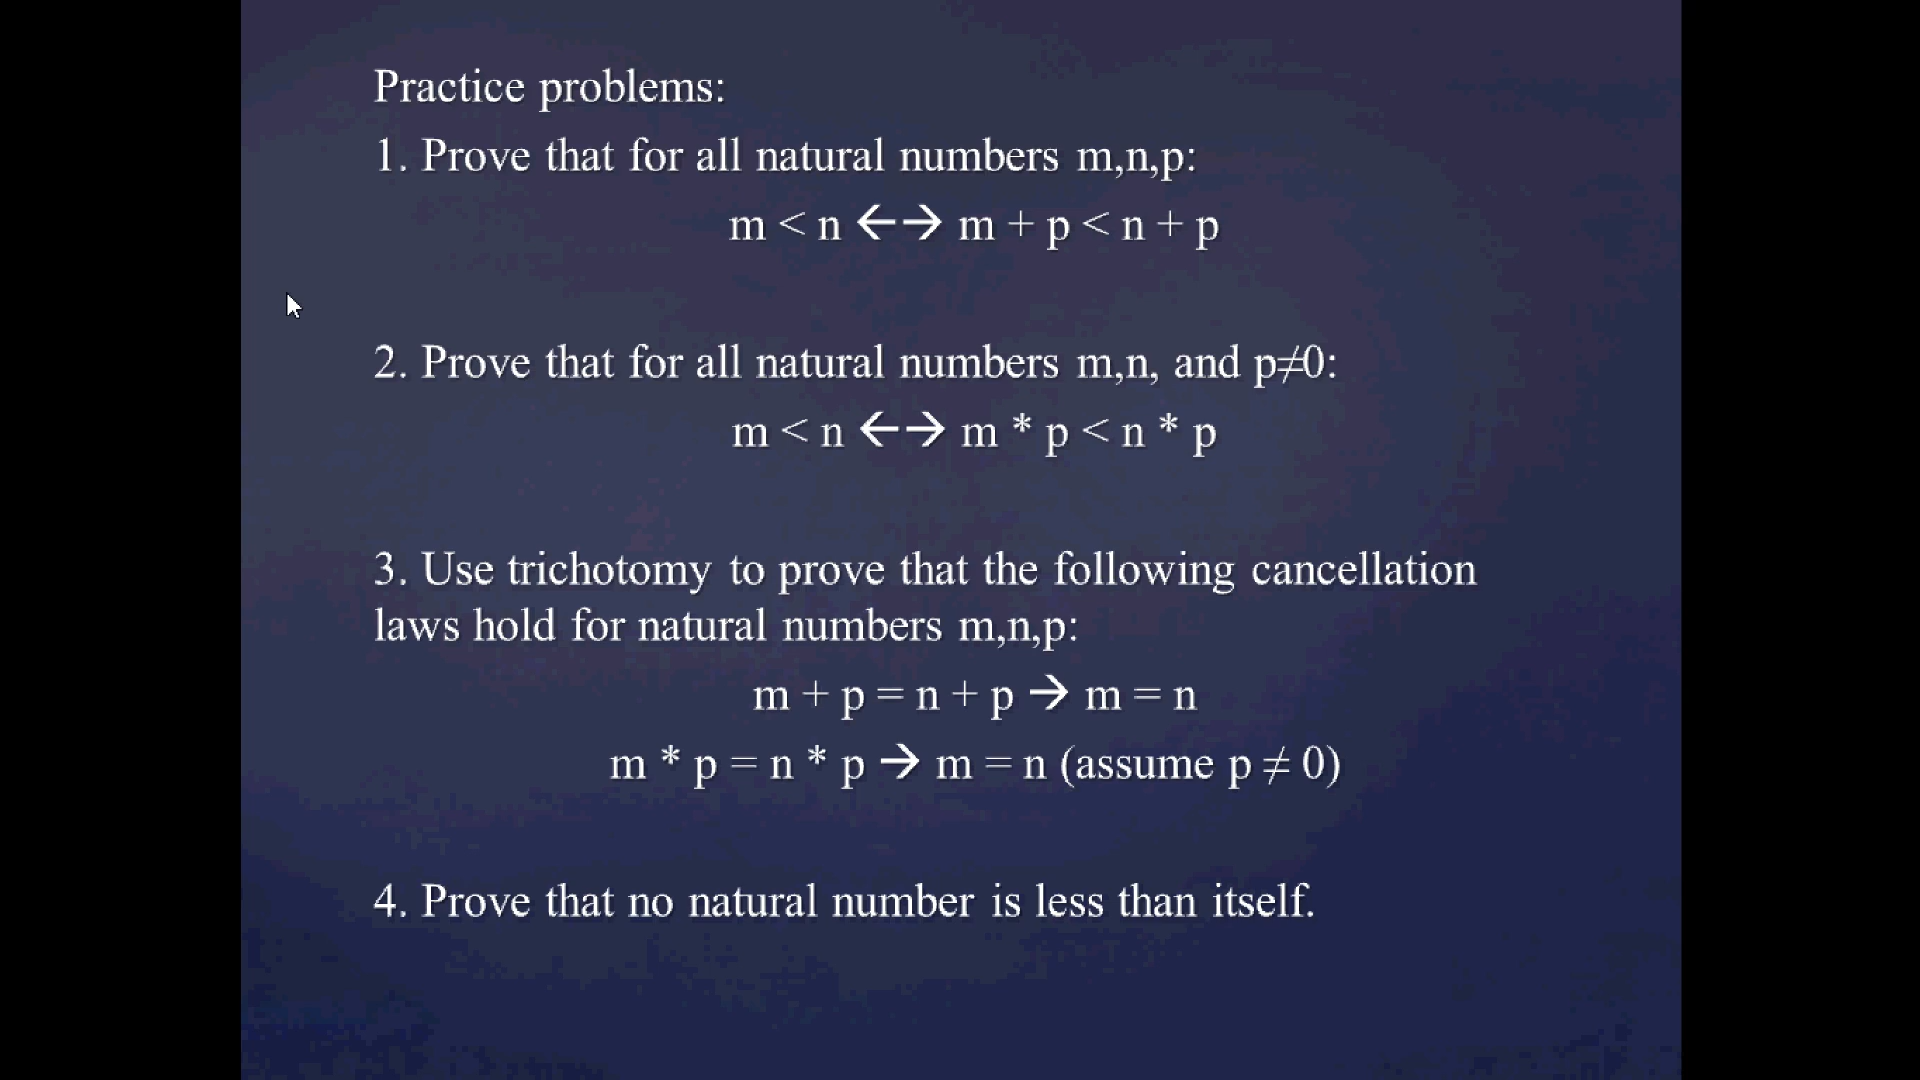 Practice problems:
1. Prove that for all natural numbers m,n,p:
m < n ←→ m + p < n + p
2. Prove that for all natural numbers m,n, and p≠0:
m < n ←→ m * p < n * p
3. Use trichotomy to prove that the following cancellation
laws hold for natural numbers m,n,p:
m + p = n + p → m = n
m * p = n * p → m = n (assume p ≠ 0)
4. Prove that no natural number is less than itself.